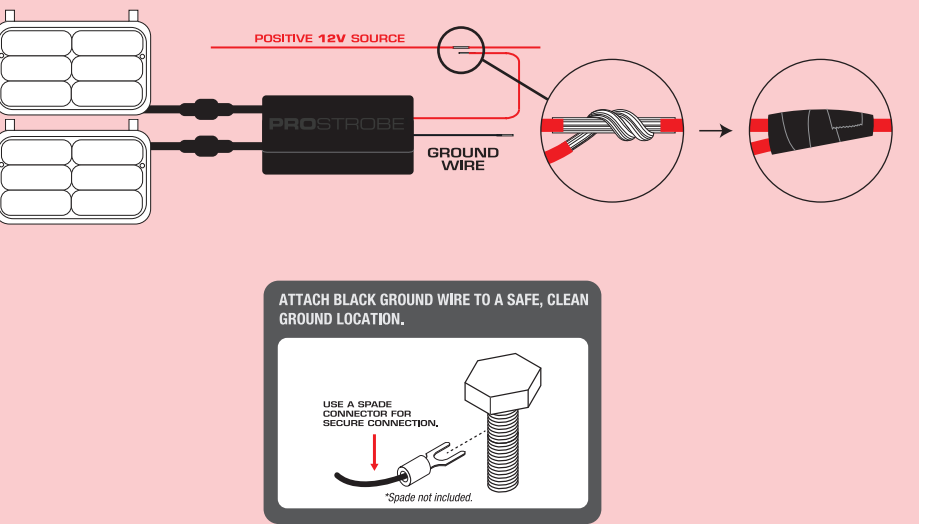 POSITIVE 12V SOURCE
PROSTROBE
GROUND
WIRE
ATTACH BLACK GROUND WIRE TO A SAFE, CLEAN
GROUND LOCATION.
USE A SPADE
CONNECTOR FOR
SECURE CONNECTION.
*Spade not included.